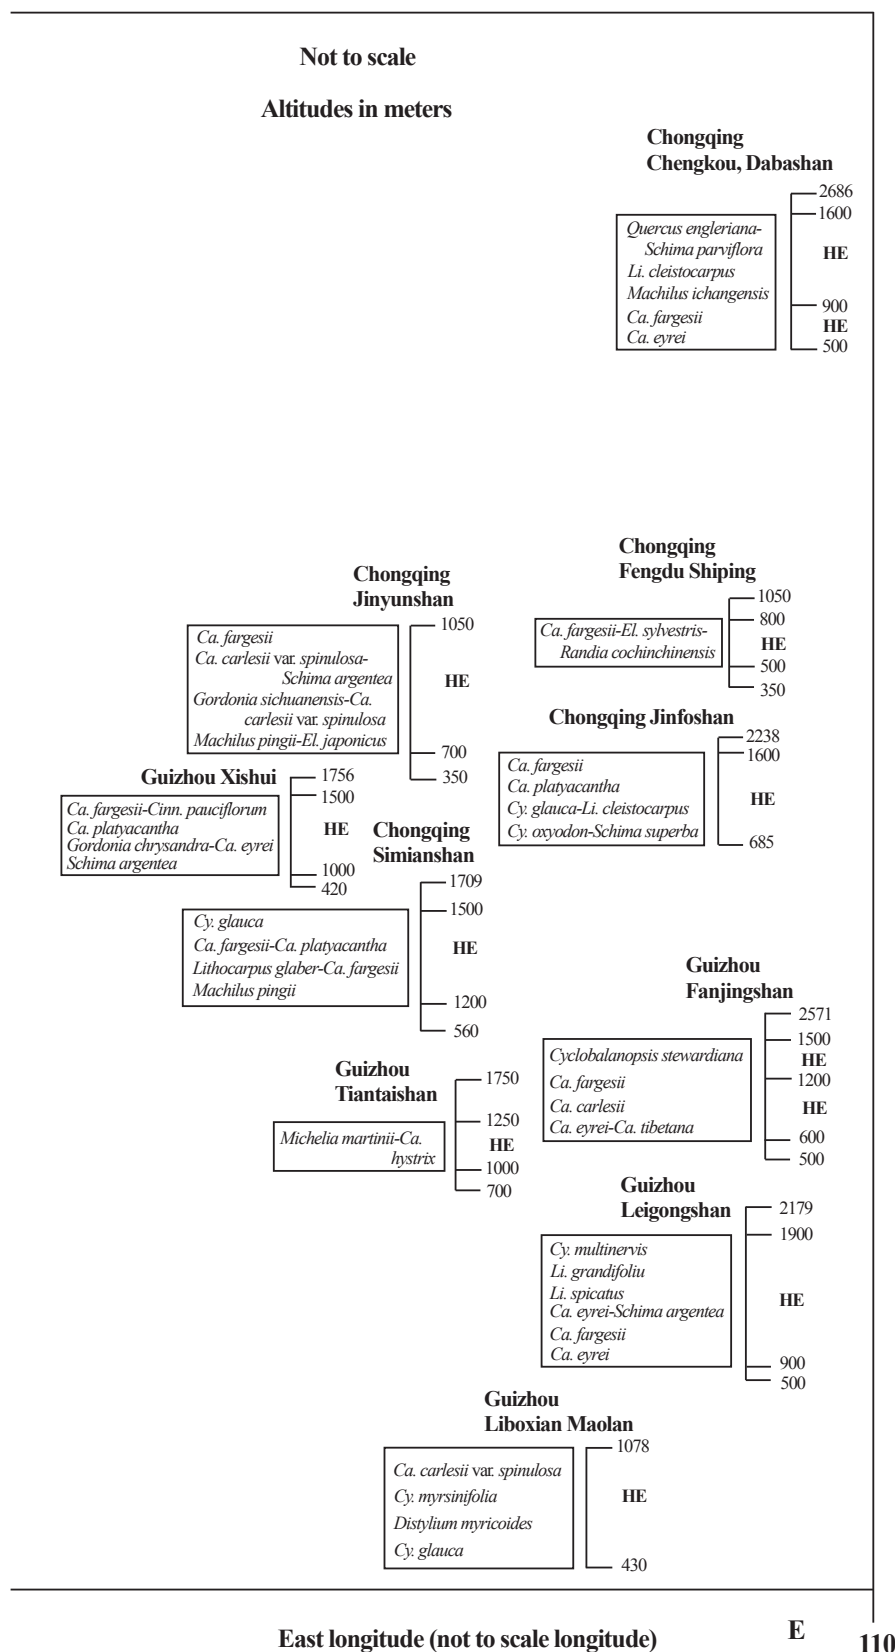 Not to scale
Altitudes in meters
Chongqing
Chengkou, Dabashan
2686
1600
HE
900
HE
500
Quercus engleriana-
Schima parviflora
Li. cleistocarpus
Machilus ichangensis
Ca. fargesii
Ca. eyrei
Chongqing
Fengdu Shiping
1050
800
HE
500
350
Ca. fargesii-El. sylvestris-
Randia cochinchinensis
Chongqing
Jinyunshan
1050
HE
700
350
Ca. fargesii
Ca. carlesii var. spinulosa-
Schima argentea
Gordonia sichuanensis-Ca.
carlesii var. spinulosa
Machilus pingii-El. japonicus
Chongqing Jinfoshan
2238
1600
HE
685
Ca. fargesii
Ca. platyacantha
Cy. glauca-Li. cleistocarpus
Cy. oxyodon-Schima superba
Guizhou Xishui
1756
1500
HE
1000
420
Ca. fargesii-Cinn. pauciflorum
Ca. platyacantha
Gordonia chrysandra-Ca. eyrei
Schima argentea
Chongqing
Simianshan
1709
1500
HE
1200
560
Cy. glauca
Ca. fargesii-Ca. platyacantha
Lithocarpus glaber-Ca. fargesii
Machilus pingii
Guizhou
Fanjingshan
2571
1500
HE
1200
HE
600
500
Cyclobalanopsis stewardiana
Ca. fargesii
Ca. carlesii
Ca. eyrei-Ca. tibetana
Guizhou
Tiantaishan
1750
1250
HE
1000
700
Michelia martinii-Ca.
hystrix
Guizhou
Leigongshan
2179
1900
HE
900
500
Cy. multinervis
Li. grandifoliu
Li. spicatus
Ca. eyrei-Schima argentea
Ca. fargesii
Ca. eyrei
Guizhou
Liboxian Maolan
1078
HE
430
Ca. carlesii var. spinulosa
Cy. myrsinifolia
Distylium myricoides
Cy. glauca
East longitude (not to scale longitude)
E
110